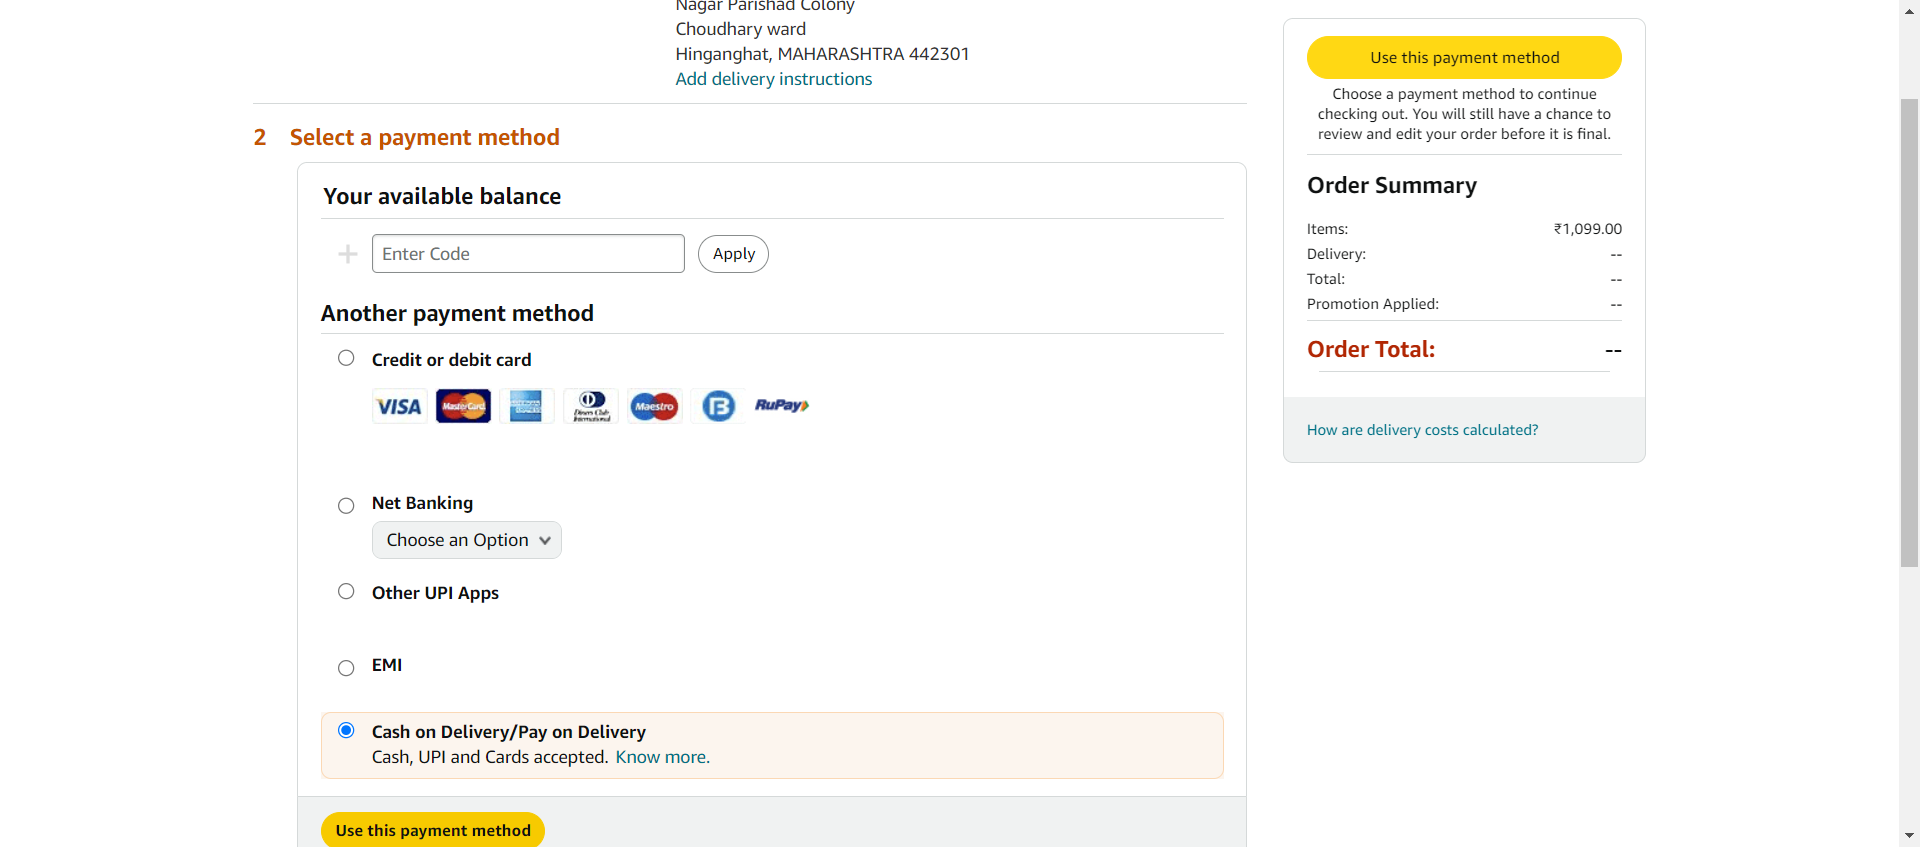 Nagar Parishad Colony
Choudhary ward
Hinganghat, MAHARASHTRA 442301
Add delivery instructions
2 Select a payment method
Your available balance
Enter Code Apply
Another payment method
Credit or debit card
VISA MasterCard AMERICAN EXPRESS Diners Club International Maestro B RuPay
Net Banking
Choose an Option
Other UPI Apps
EMI
Cash on Delivery/Pay on Delivery
Cash, UPI and Cards accepted. Know more.
Use this payment method
Use this payment method
Choose a payment method to continue
checking out. You will still have a chance to
review and edit your order before it is final.
Order Summary
Items: ₹1,099.00
Delivery: --
Total: --
Promotion Applied: --
Order Total: --
How are delivery costs calculated?